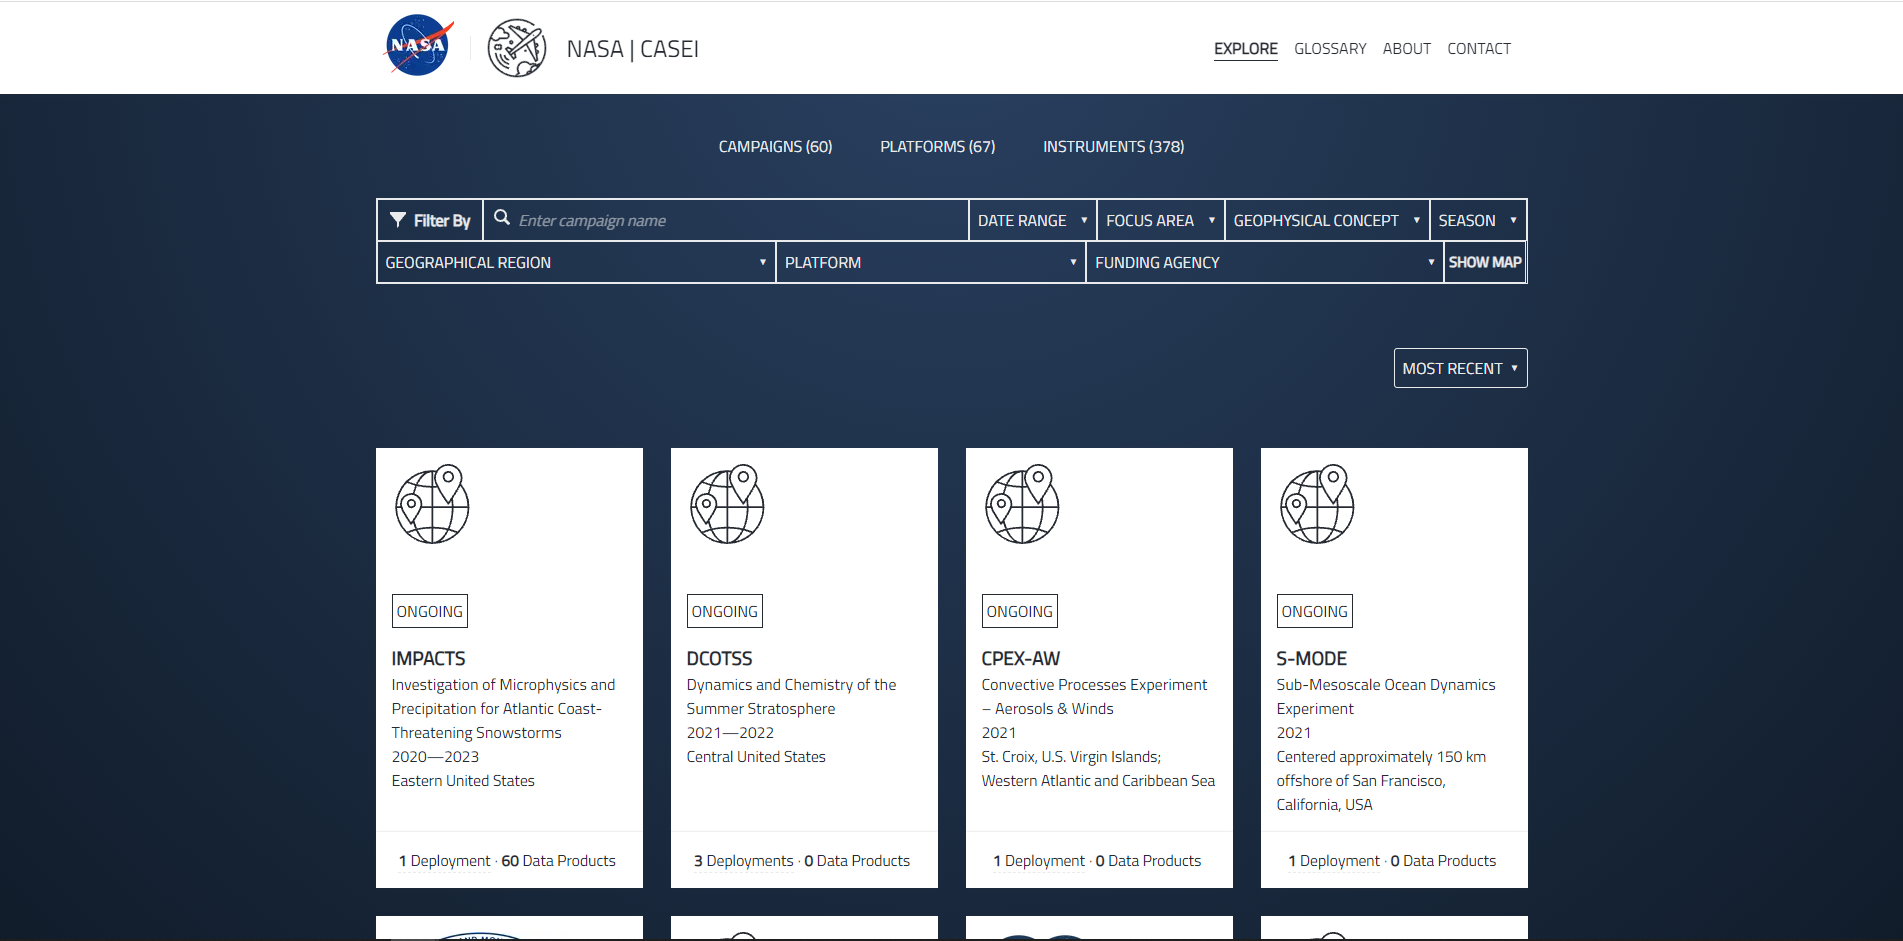 NASA
NASA | CASEI
EXPLORE GLOSSARY ABOUT CONTACT
CAMPAIGNS (60) PLATFORMS (67) INSTRUMENTS (378)
Filter By Enter campaign name DATE RANGE FOCUS AREA GEOPHYSICAL CONCEPT SEASON
GEOGRAPHICAL REGION PLATFORM FUNDING AGENCY SHOW MAP
MOST RECENT
ONGOING
IMPACTS
Investigation of Microphysics and
Precipitation for Atlantic Coast-
Threatening Snowstorms
2020—2023
Eastern United States
1 Deployment · 60 Data Products
ONGOING
DCOTSS
Dynamics and Chemistry of the
Summer Stratosphere
2021—2022
Central United States
3 Deployments · 0 Data Products
ONGOING
CPEX-AW
Convective Processes Experiment
– Aerosols & Winds
2021
St. Croix, U.S. Virgin Islands;
Western Atlantic and Caribbean Sea
1 Deployment · 0 Data Products
ONGOING
S-MODE
Sub-Mesoscale Ocean Dynamics
Experiment
2021
Centered approximately 150 km
offshore of San Francisco,
California, USA
1 Deployment · 0 Data Products